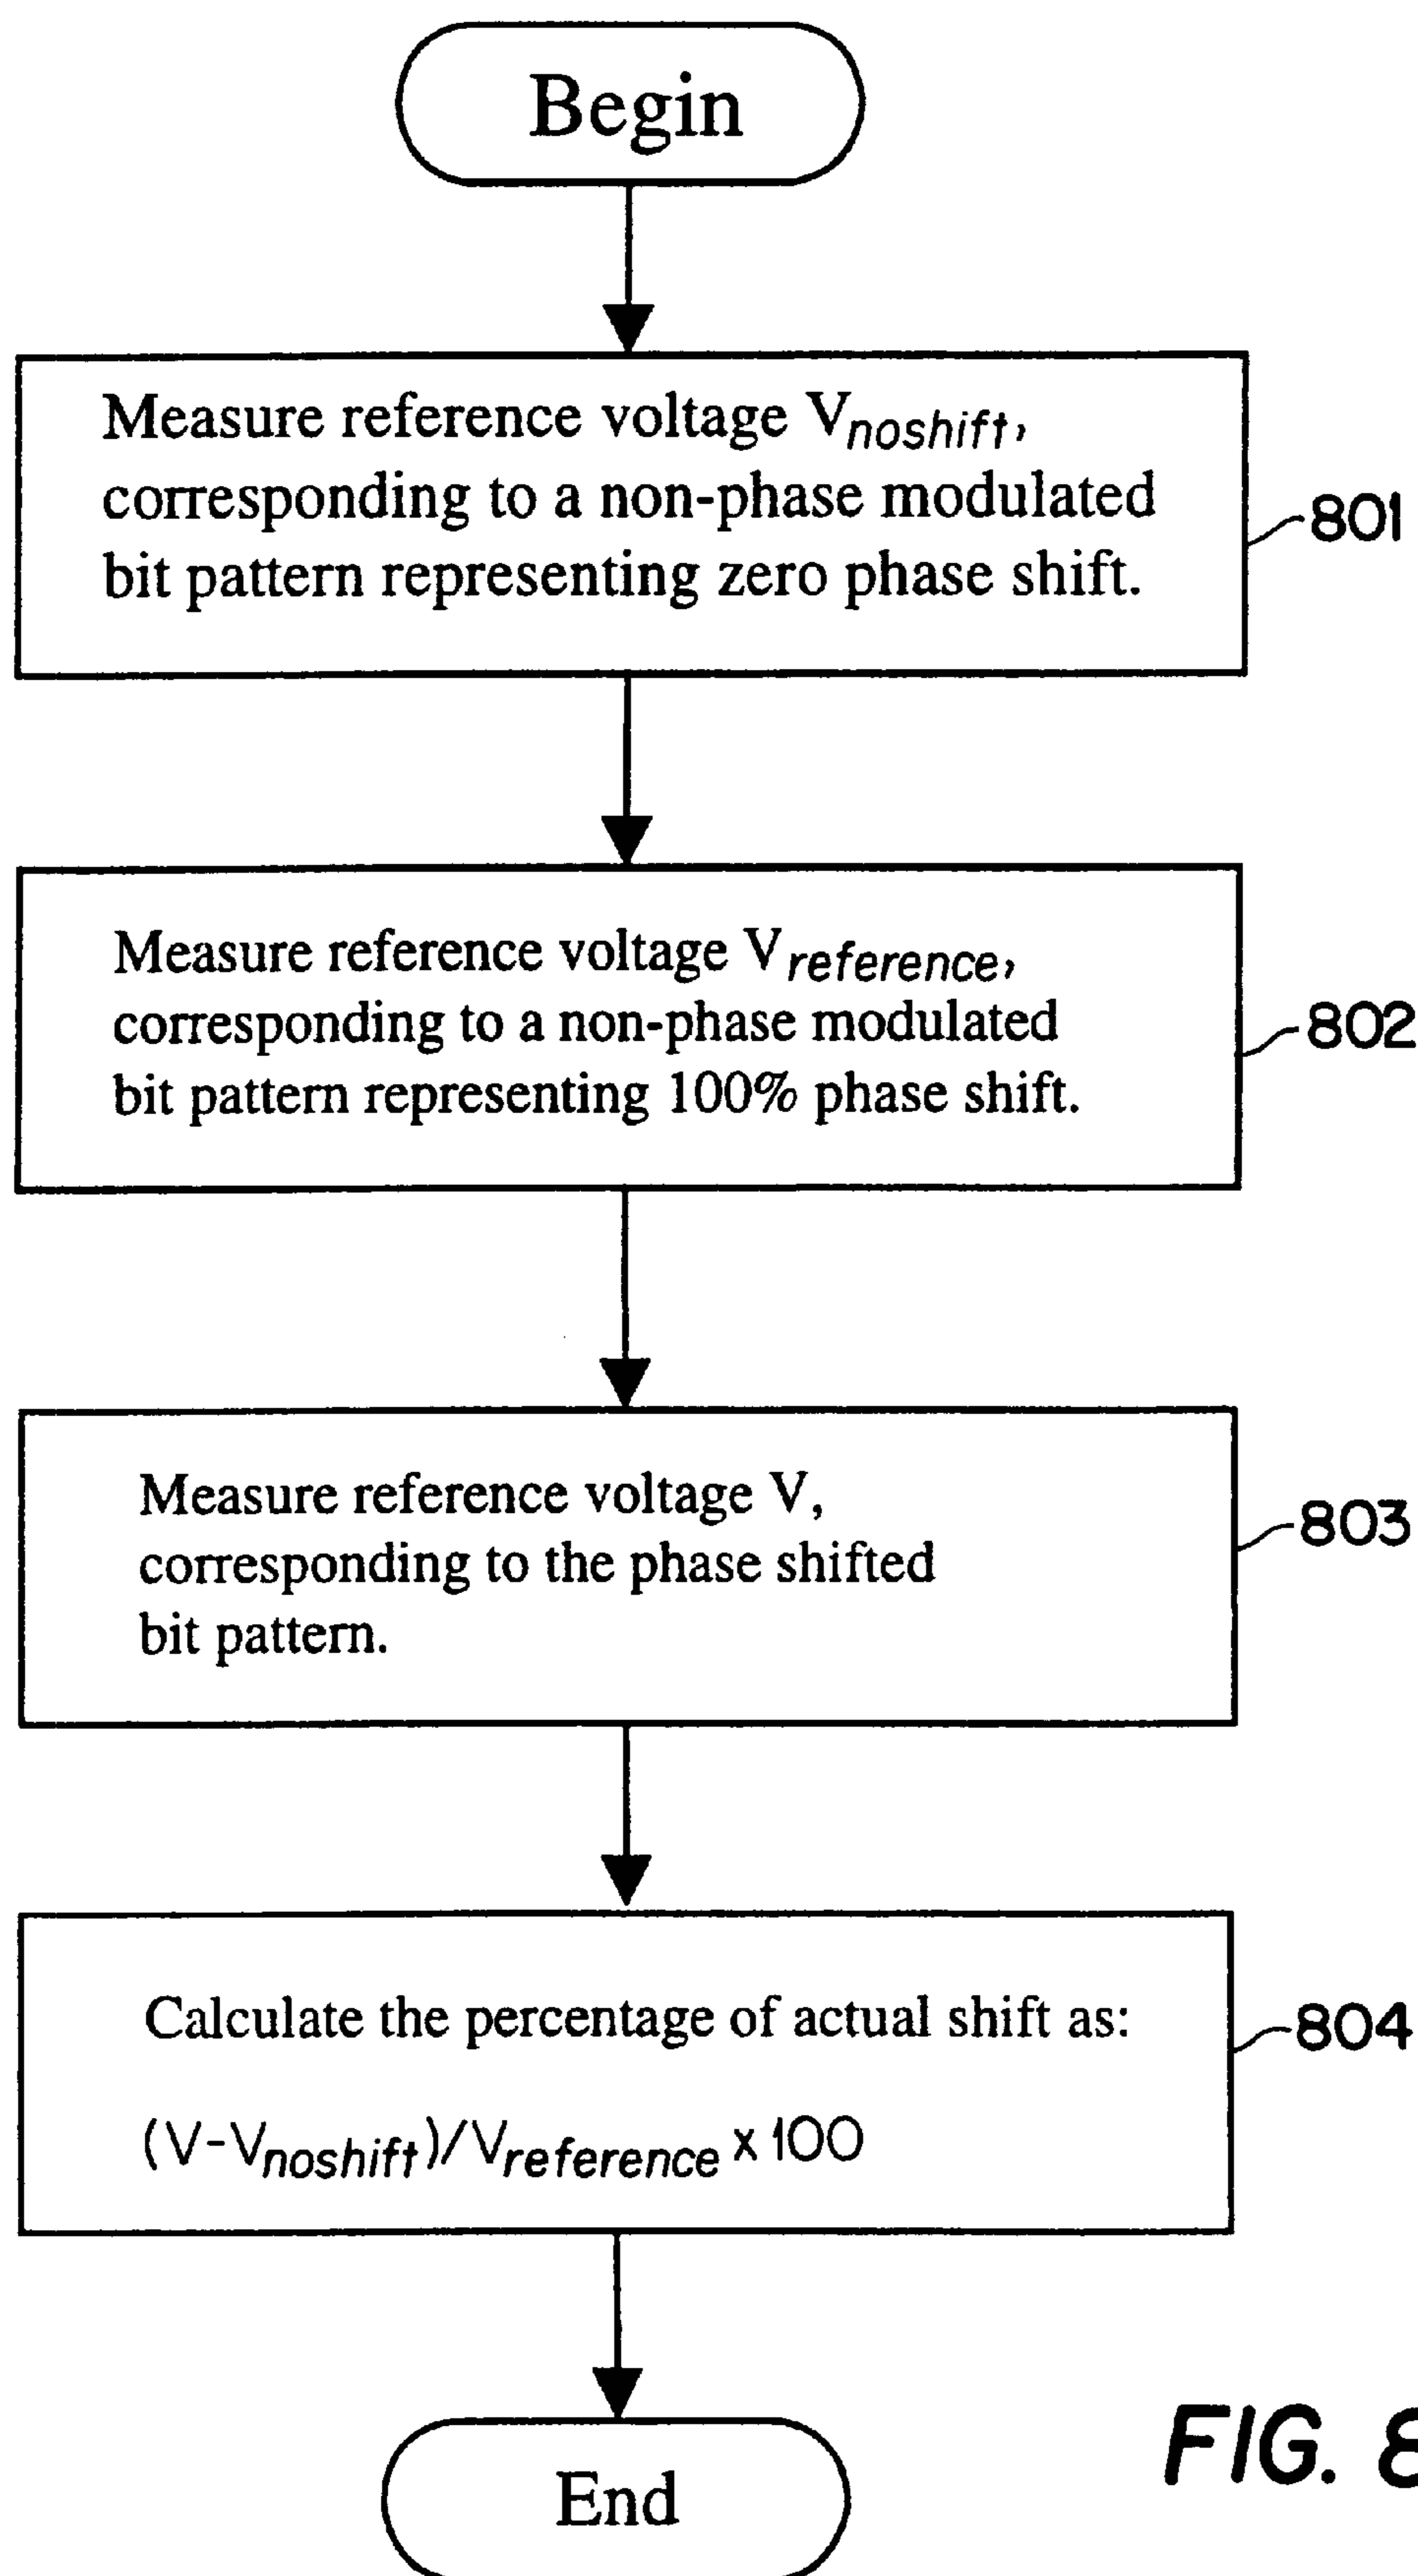 Begin
Measure reference voltage Vnoshift,
corresponding to a non-phase modulated
bit pattern representing zero phase shift.
801
Measure reference voltage Vreference,
corresponding to a non-phase modulated
bit pattern representing 100% phase shift.
802
Measure reference voltage V,
corresponding to the phase shifted
bit pattern.
803
Calculate the percentage of actual shift as:
(V-Vnoshift)/Vreference x 100
804
End
FIG. 8